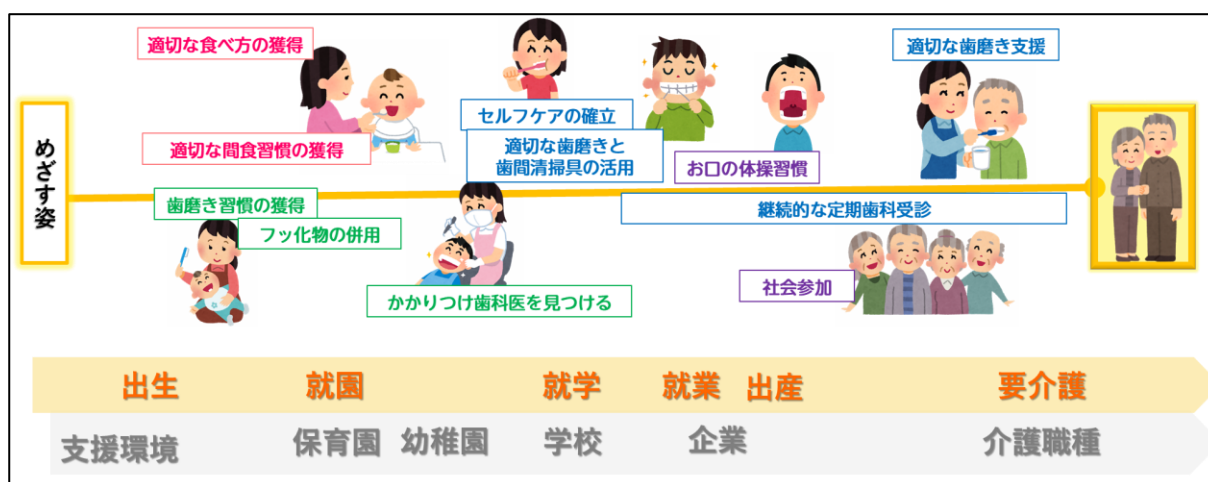 めざす姿
適切な食べ方の獲得
適切な間食習慣の獲得
歯磨き習慣の獲得
フッ化物の併用
セルフケアの確立
適切な歯磨きと
歯間清掃具の活用
かかりつけ歯科医を見つける
お口の体操習慣
適切な歯磨き支援
継続的な定期歯科受診
社会参加
出生
就園
就学
就業
出産
要介護
支援環境
保育園
幼稚園
学校
企業
介護職種